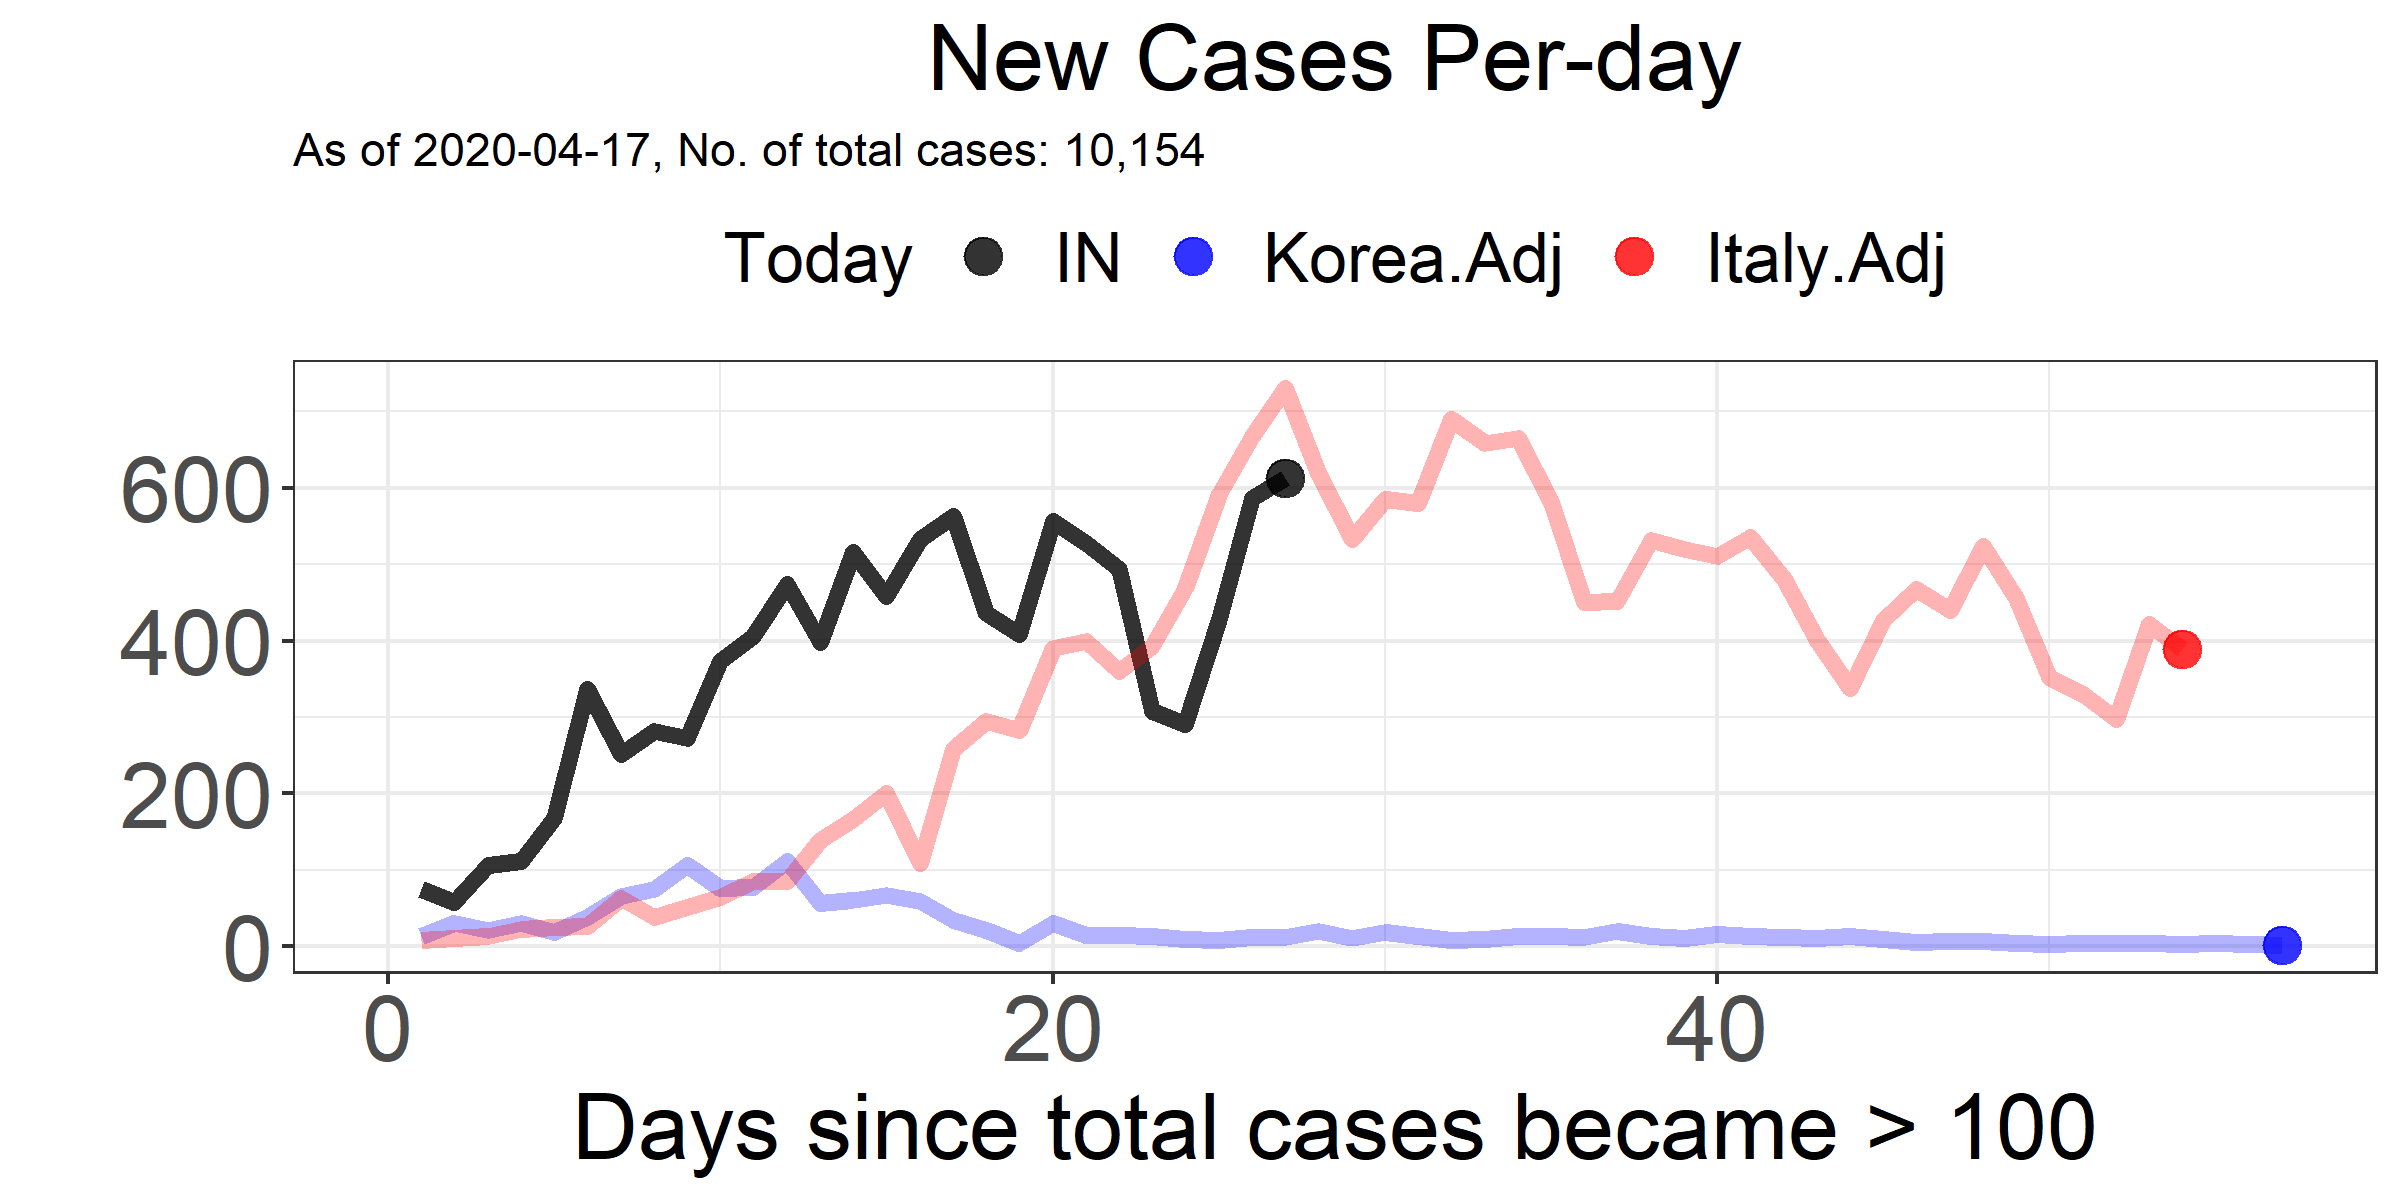 New Cases Per-day
As of 2020-04-17, No. of total cases: 10,154
Today IN Korea.Adj Italy.Adj
600
400
200
0
0 20 40
Days since total cases became > 100